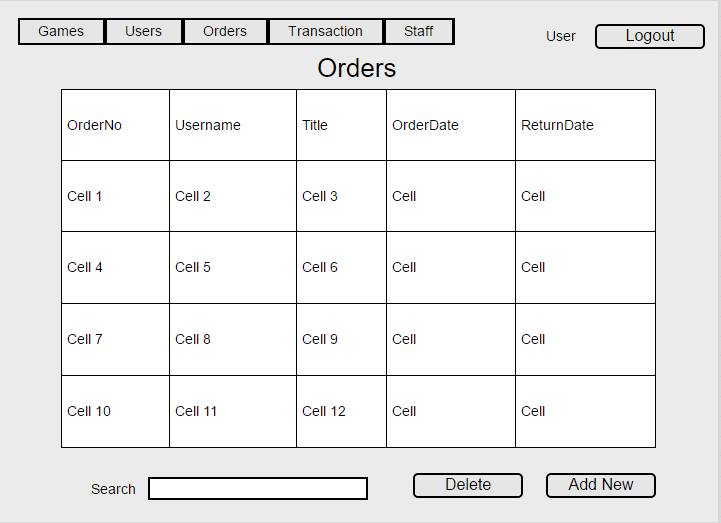 Games Users Orders Transaction Staff
User Logout
Orders
OrderNo Username Title OrderDate ReturnDate
Cell 1 Cell 2 Cell 3 Cell Cell
Cell 4 Cell 5 Cell 6 Cell Cell
Cell 7 Cell 8 Cell 9 Cell Cell
Cell 10 Cell 11 Cell 12 Cell Cell
Search Delete Add New